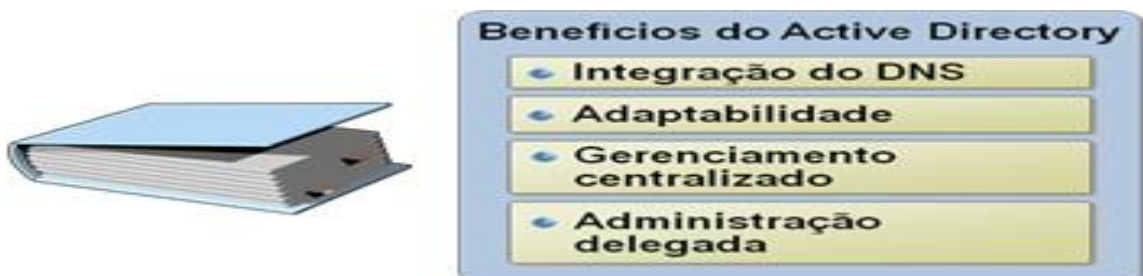 Beneficios do Active Directory
Integração do DNS
Adaptabilidade
Gerenciamento
centralizado
Administração
delegada